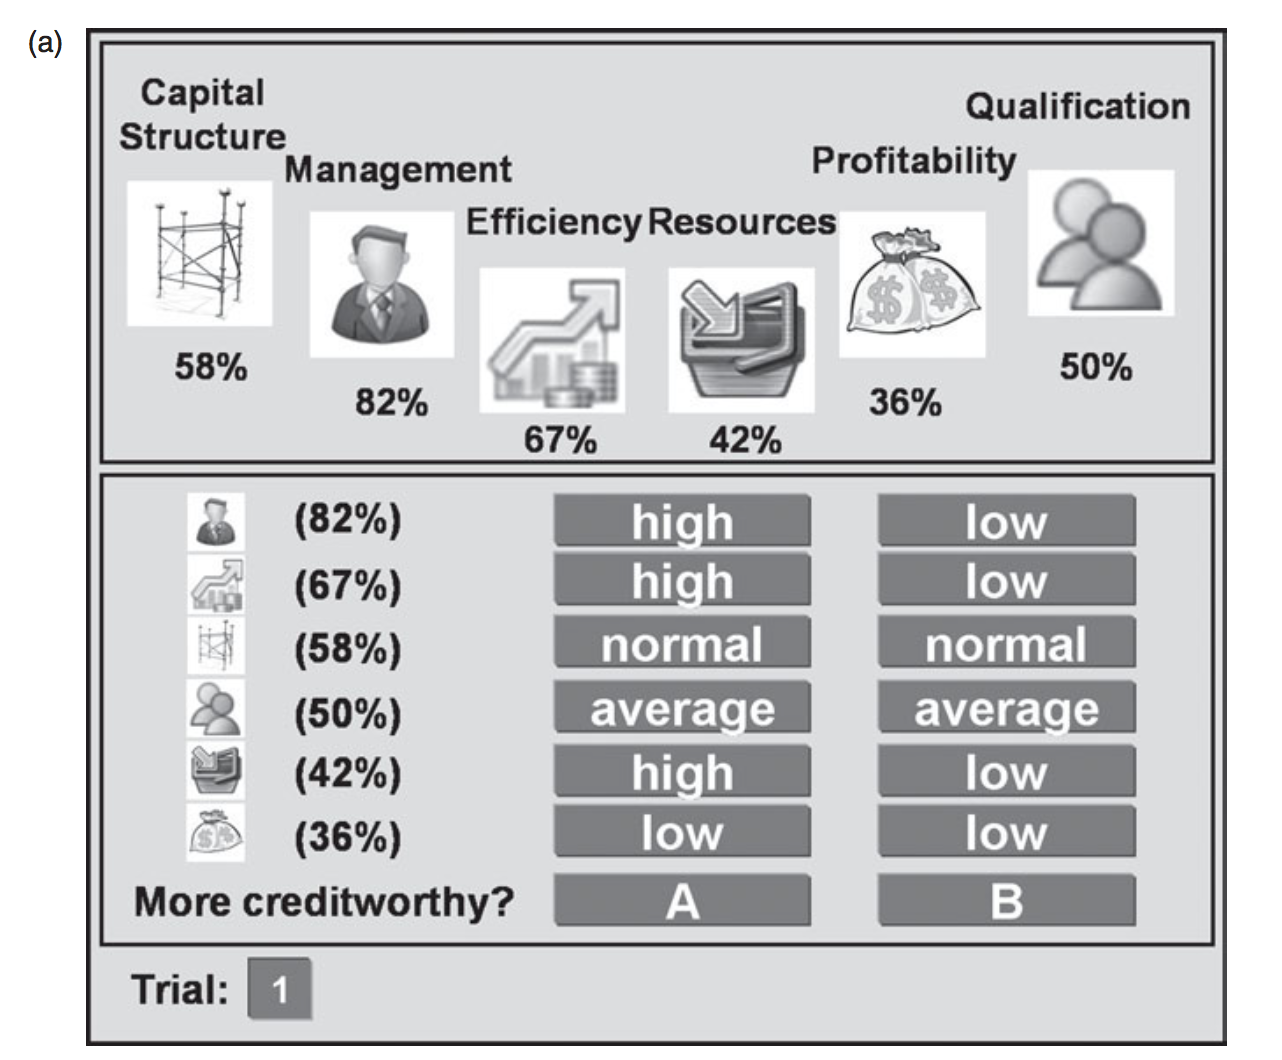 (a)
Capital
Structure
Management
Efficiency
Resources
Profitability
Qualification
58%
82%
67%
42%
36%
50%
(82%) high low
(67%) high low
(58%) normal normal
(50%) average average
(42%) high low
(36%) low low
More creditworthy? A B
Trial: 1